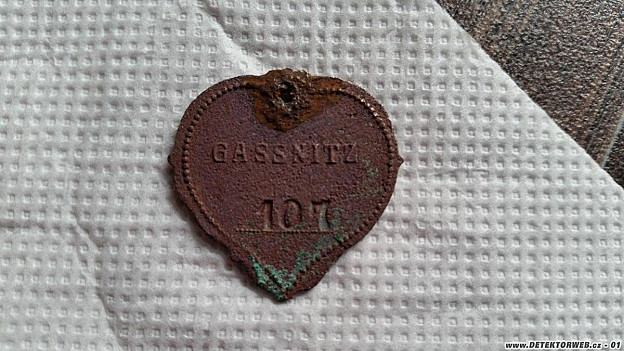 GASSNITZ
107
www.DETEKTORWEB.cz - 01